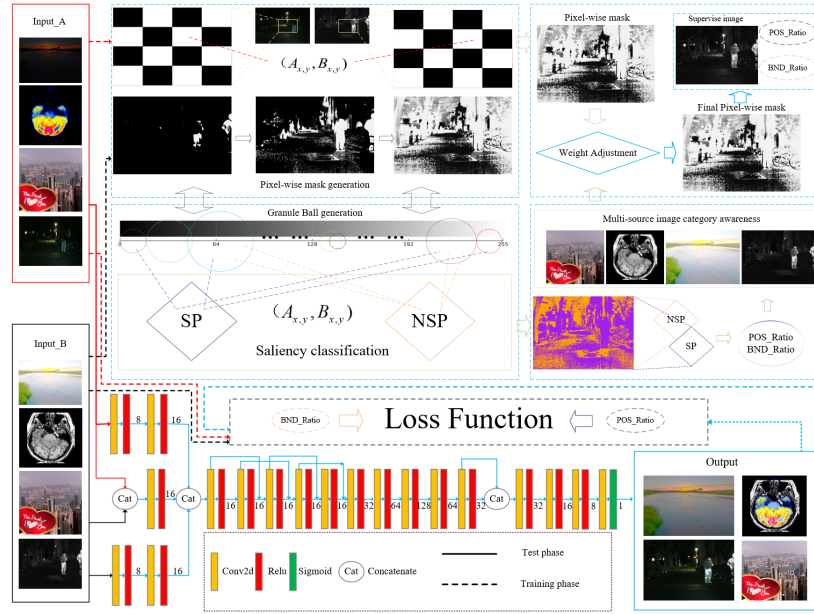 Input_A
(A x,y , B x,y)
Pixel-wise mask generation
Pixel-wise mask
Supervise image
POS_Ratio
BND_Ratio
Final Pixel-wise mask
Weight Adjustment
Granule Ball generation
0 64 128 192 255
SP
(A x,y , B x,y)
NSP
Saliency classification
Multi-source image category awareness
NSP
SP
POS_Ratio
BND_Ratio
Input_B
BND_Ratio
Loss Function
POS_Ratio
8 16
Cat 16 Cat
16 16 16 16 16 32 64 128 64 32 Cat 32 16 8 1
8 16
Output
Conv2d Relu Sigmoid Cat Concatenate
Test phase
Training phase